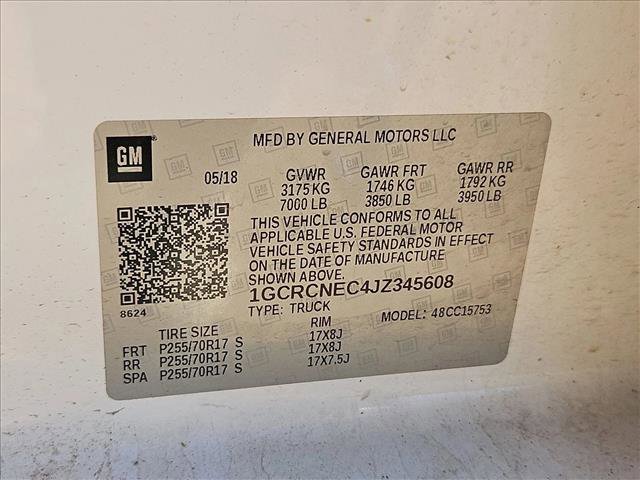 GM
MFD BY GENERAL MOTORS LLC
05/18 GVWR GAWR FRT GAWR RR
3175 KG 1746 KG 1792 KG
7000 LB 3850 LB 3950 LB
THIS VEHICLE CONFORMS TO ALL
APPLICABLE U.S. FEDERAL MOTOR
VEHICLE SAFETY STANDARDS IN EFFECT
ON THE DATE OF MANUFACTURE
SHOWN ABOVE.
1GCRCNEC4JZ345608
8624 TYPE: TRUCK MODEL: 48CC15753
TIRE SIZE RIM
FRT P255/70R17 S 17X8J
RR P255/70R17 S 17X8J
SPA P255/70R17 S 17X7.5J